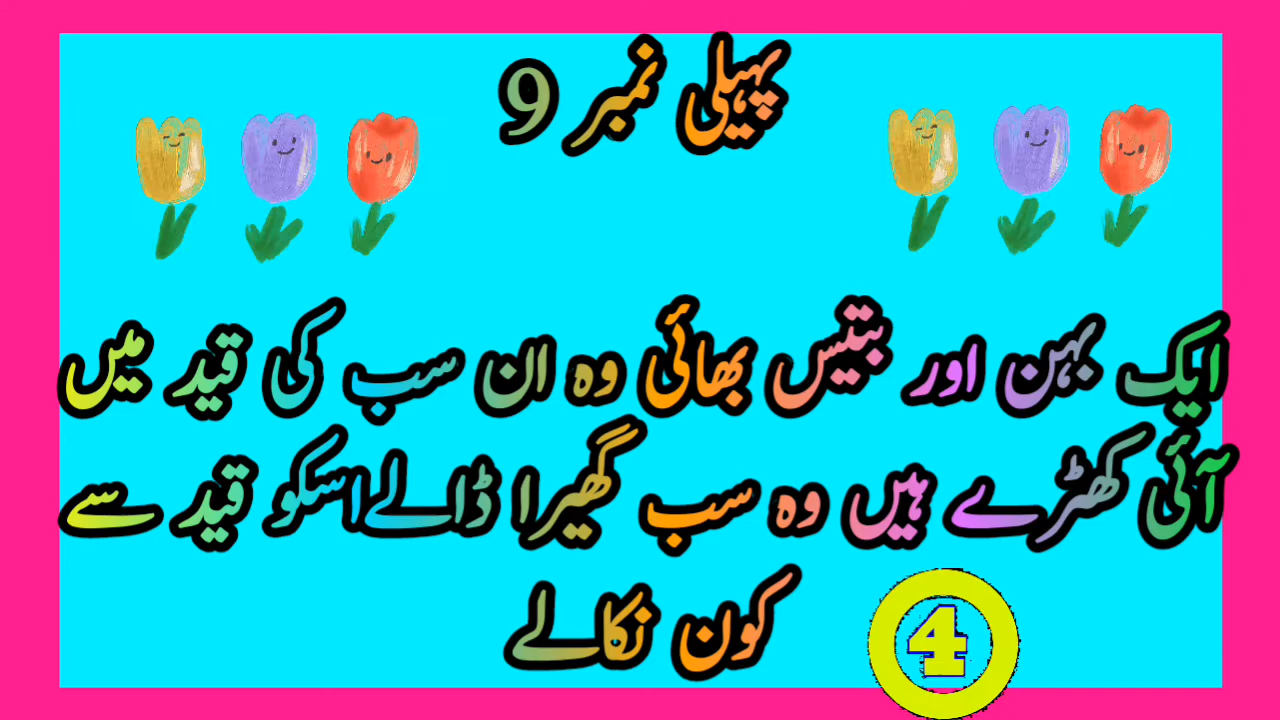 پہیلی نمبر 9
ایک بہن اور بتیس بھائی وہ ان سب کی قید میں
آئی کھڑے ہیں وہ سب گھیرا ڈالے اسکو قید سے
کون نکالے
4